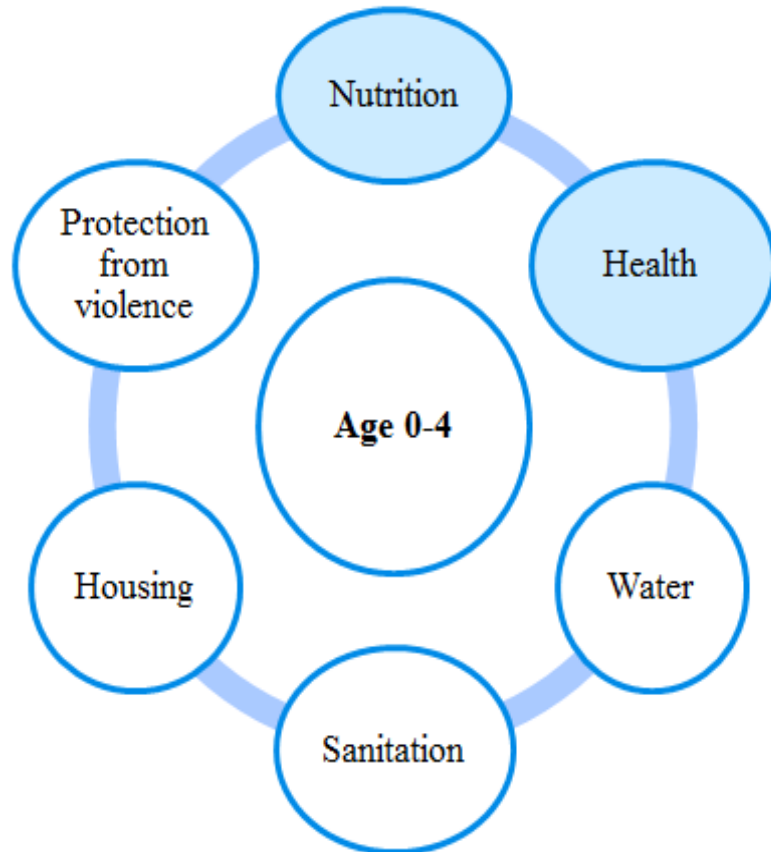 Nutrition
Health
Water
Sanitation
Housing
Protection
from
violence
Age 0-4